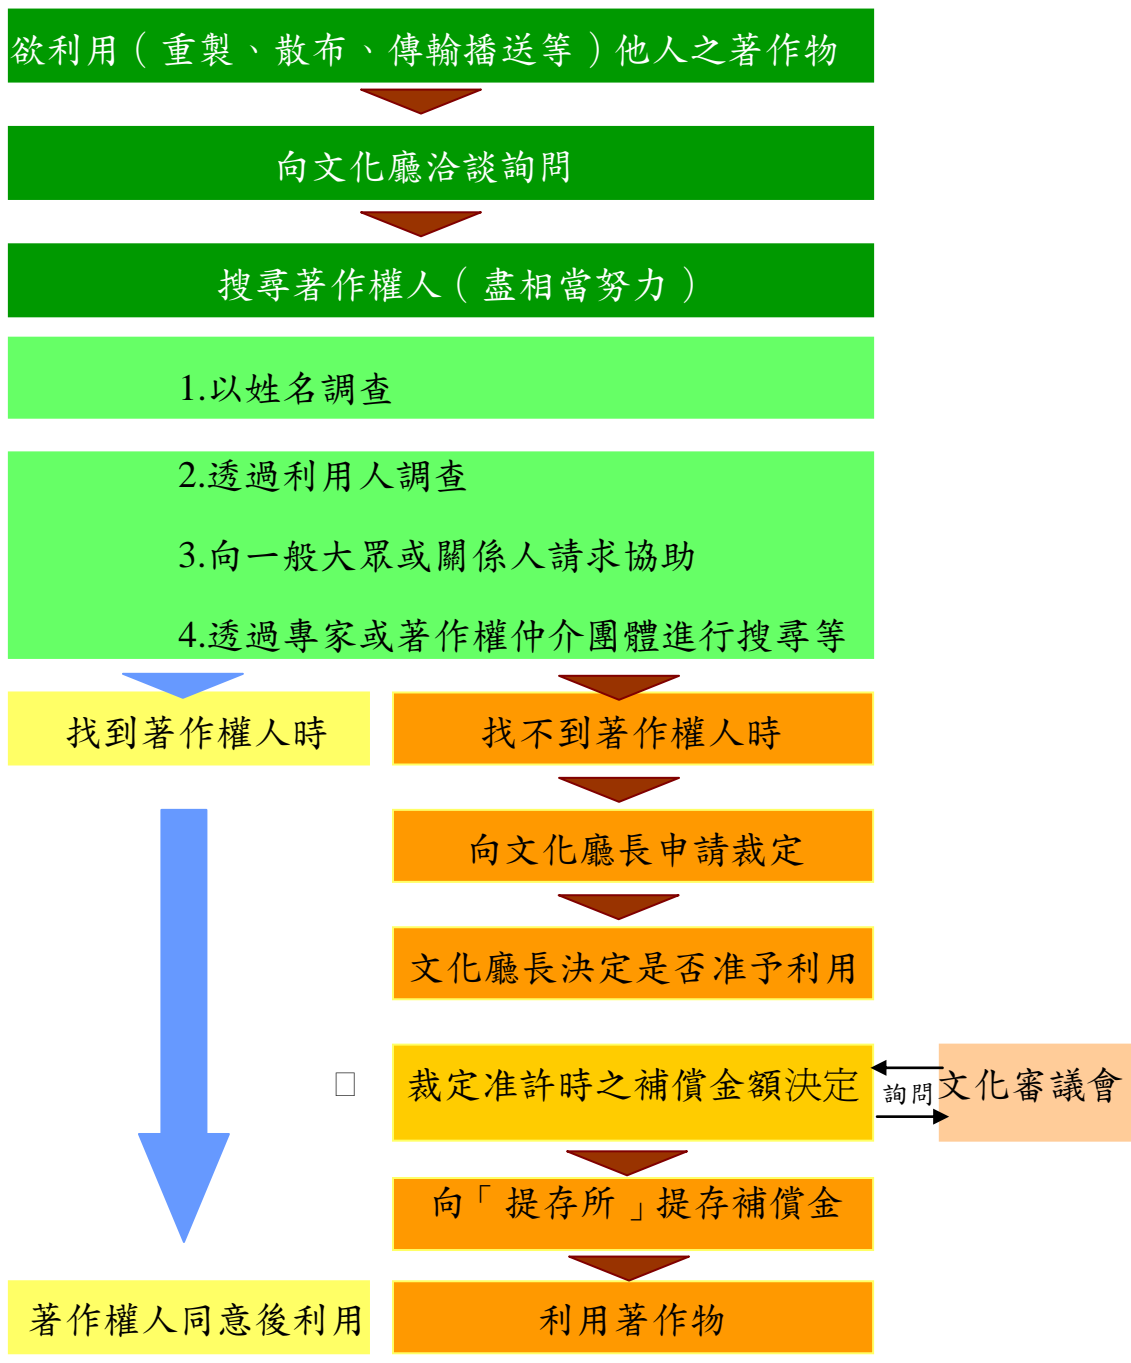 欲利用（重製、散布、傳輸播送等）他人之著作物
向文化廳洽談詢問
搜尋著作權人（盡相當努力）
1.以姓名調查
2.透過利用人調查
3.向一般大眾或關係人請求協助
4.透過專家或著作權仲介團體進行搜尋等
找到著作權人時
找不到著作權人時
向文化廳長申請裁定
文化廳長決定是否准予利用
裁定准許時之補償金額決定
詢問
文化審議會
向「提存所」提存補償金
著作權人同意後利用
利用著作物